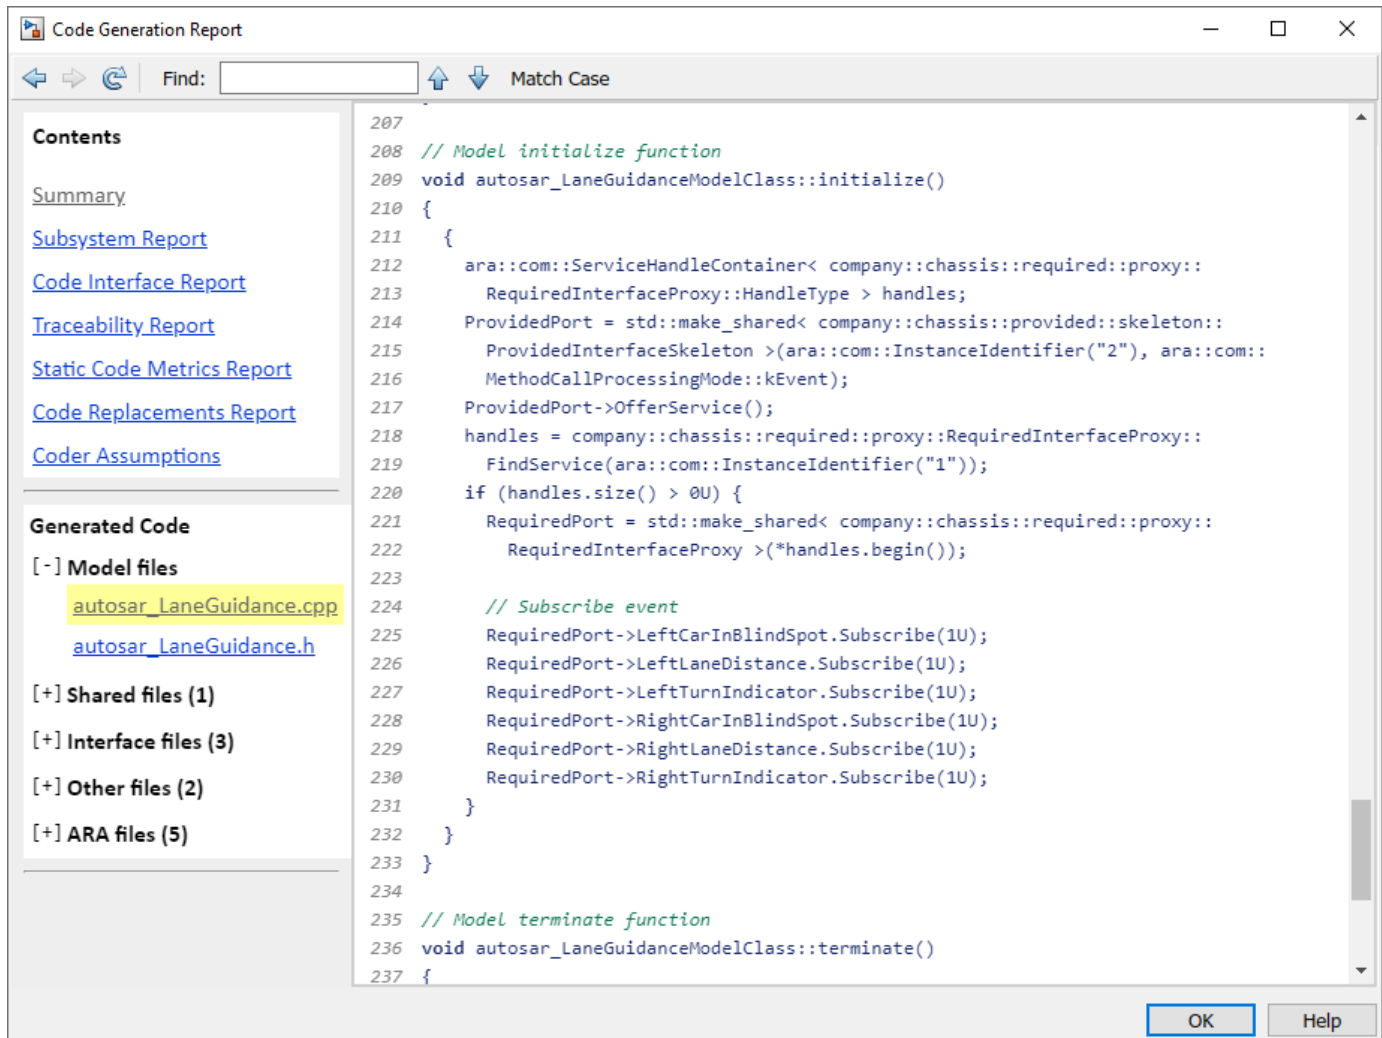 Code Generation Report
Find:
Match Case
Contents
Summary
Subsystem Report
Code Interface Report
Traceability Report
Static Code Metrics Report
Code Replacements Report
Coder Assumptions
Generated Code
[-] Model files
autosar_LaneGuidance.cpp
autosar_LaneGuidance.h
[+] Shared files (1)
[+] Interface files (3)
[+] Other files (2)
[+] ARA files (5)
207
208 // Model initialize function
209 void autosar_LaneGuidanceModelClass::initialize()
210 {
211   {
212     ara::com::ServiceHandleContainer< company::chassis::required::proxy::
213       RequiredInterfaceProxy::HandleType > handles;
214     ProvidedPort = std::make_shared< company::chassis::provided::skeleton::
215       ProvidedInterfaceSkeleton >(ara::com::InstanceIdentifier("2"), ara::com::
216       MethodCallProcessingMode::kEvent);
217     ProvidedPort->OfferService();
218     handles = company::chassis::required::proxy::RequiredInterfaceProxy::
219       FindService(ara::com::InstanceIdentifier("1"));
220     if (handles.size() > 0U) {
221       RequiredPort = std::make_shared< company::chassis::required::proxy::
222         RequiredInterfaceProxy >(*handles.begin());
223
224       // Subscribe event
225       RequiredPort->LeftCarInBlindSpot.Subscribe(1U);
226       RequiredPort->LeftLaneDistance.Subscribe(1U);
227       RequiredPort->LeftTurnIndicator.Subscribe(1U);
228       RequiredPort->RightCarInBlindSpot.Subscribe(1U);
229       RequiredPort->RightLaneDistance.Subscribe(1U);
230       RequiredPort->RightTurnIndicator.Subscribe(1U);
231     }
232   }
233 }
234
235 // Model terminate function
236 void autosar_LaneGuidanceModelClass::terminate()
237 {
OK
Help